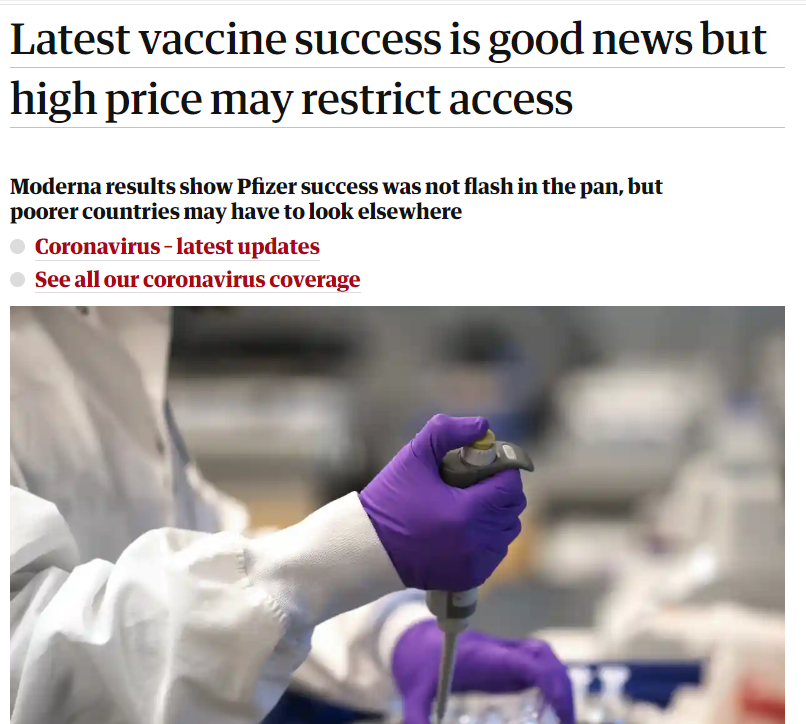 Latest vaccine success is good news but
high price may restrict access
Moderna results show Pfizer success was not flash in the pan, but
poorer countries may have to look elsewhere
Coronavirus – latest updates
See all our coronavirus coverage